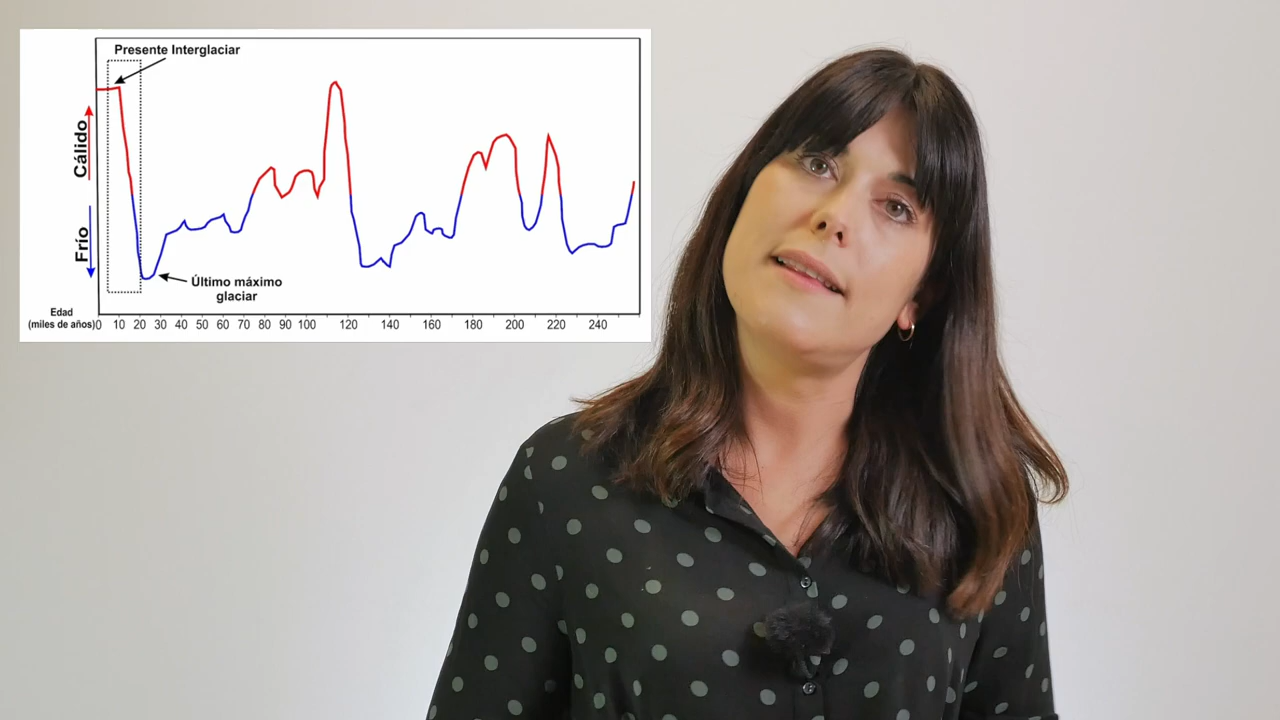 Presente Interglaciar
Cálido
Frío
Último máximo
glaciar
Edad
(miles de años)
0 10 20 30 40 50 60 70 80 90 100 120 140 160 180 200 220 240